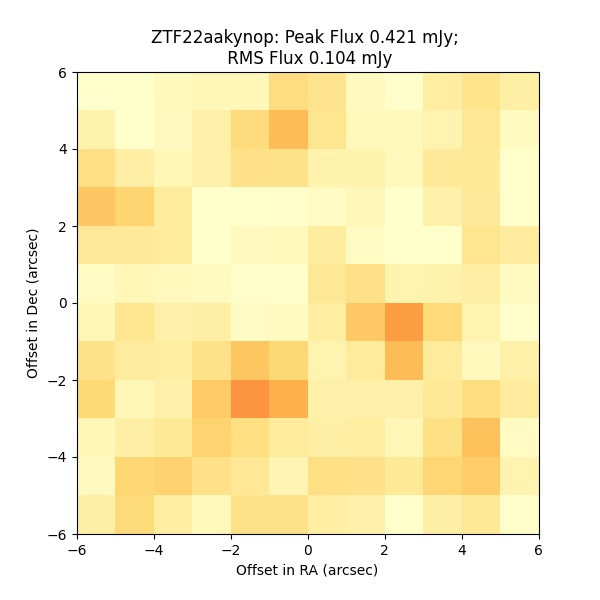 ZTF22aakynop: Peak Flux 0.421 mJy;
RMS Flux 0.104 mJy
6
4
2
0
−2
−4
−6
Offset in Dec (arcsec)
−6 −4 −2 0 2 4 6
Offset in RA (arcsec)